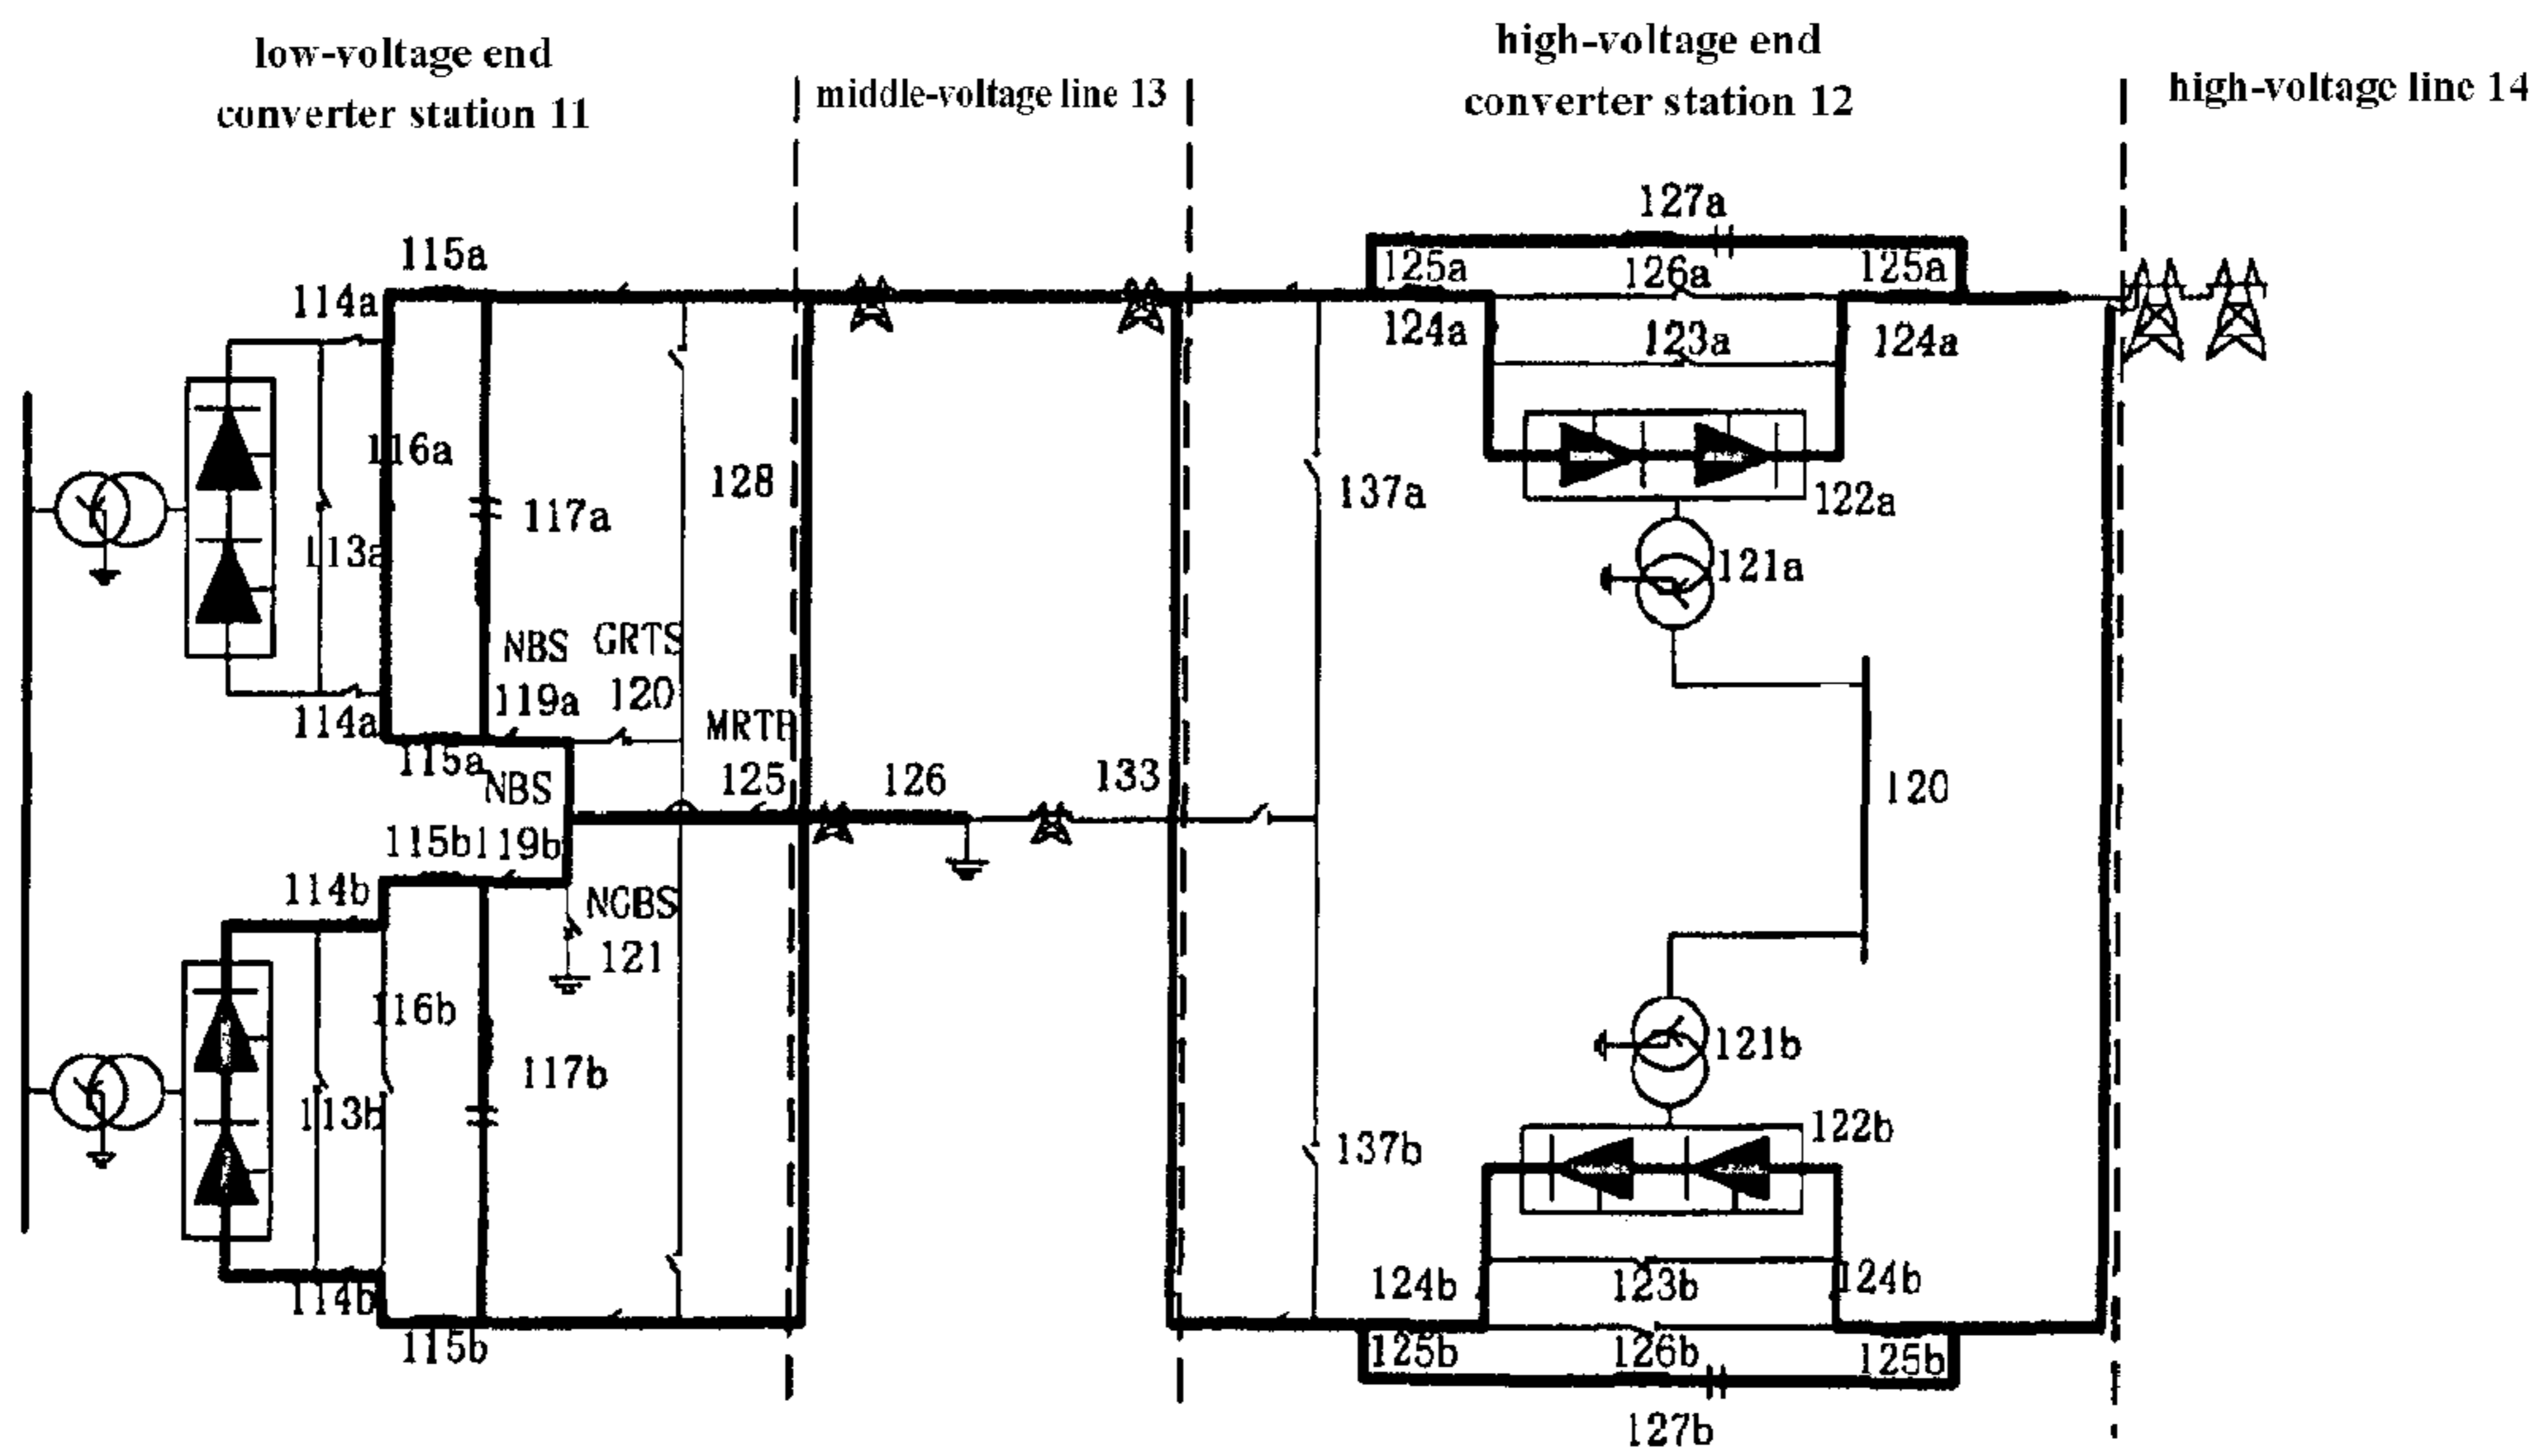 low-voltage end
converter station 11
middle-voltage line 13
high-voltage end
converter station 12
high-voltage line 14
127a
115a
125a
126a
125a
114a
124a
123a
124a
116a
128
137a
122a
117a
113a
121a
NBS
GRTS
119a
120
114a
MRTB
115a
NBS
125
126
133
120
115b
119b
114b
NGBS
121
116b
121b
117b
113b
122b
137b
124b
123b
124b
114b
115b
125b
126b
125b
127b